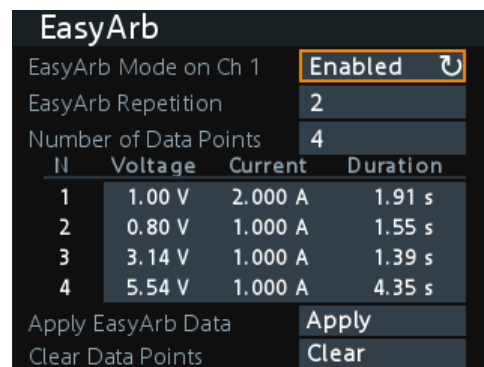 EasyArb
EasyArb Mode on Ch 1 Enabled
EasyArb Repetition 2
Number of Data Points 4
N Voltage Current Duration
1 1.00 V 2.000 A 1.91 s
2 0.80 V 1.000 A 1.55 s
3 3.14 V 1.000 A 1.39 s
4 5.54 V 1.000 A 4.35 s
Apply EasyArb Data Apply
Clear Data Points Clear